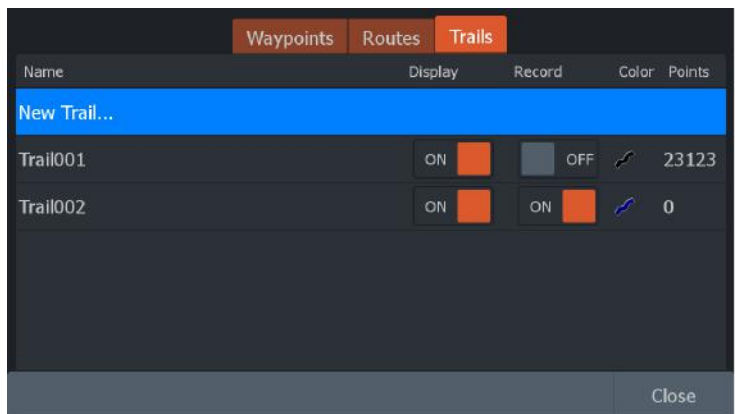 Waypoints Routes Trails
Name Display Record Color Points
New Trail...
Trail001 ON OFF 23123
Trail002 ON ON 0
Close